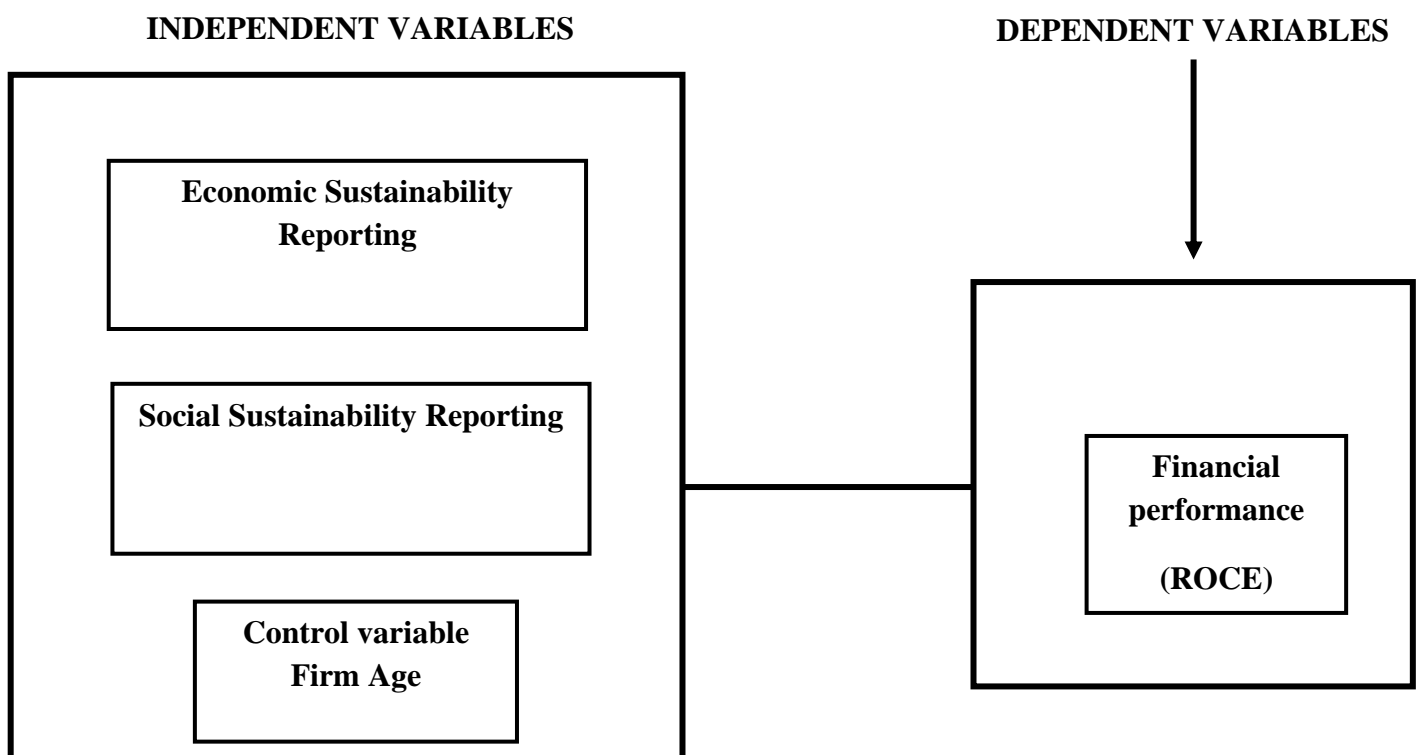 INDEPENDENT VARIABLES
DEPENDENT VARIABLES
Economic Sustainability
Reporting
Social Sustainability Reporting
Control variable
Firm Age
Financial
performance
(ROCE)